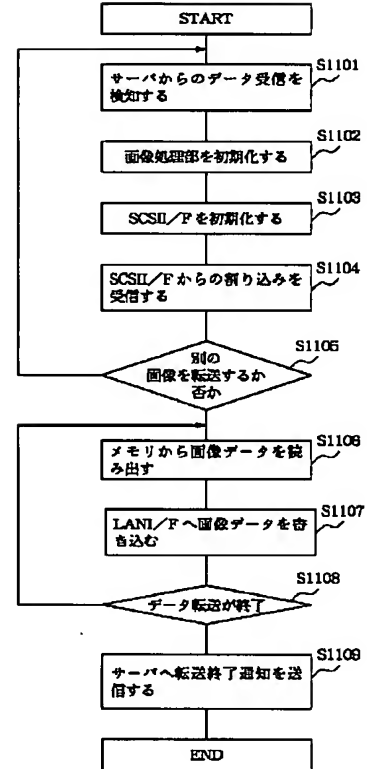 START
S1101
サーバからのデータ受信を
検知する
S1102
画像処理部を初期化する
S1103
SCSII/Fを初期化する
S1104
SCSII/Fからの割り込みを
受信する
S1105
別の
画像を転送するか
否か
S1106
メモリから画像データを読
み出す
S1107
LANI/Fへ画像データを書
き込む
S1108
データ転送が終了
S1109
サーバへ転送終了通知を送
信する
END